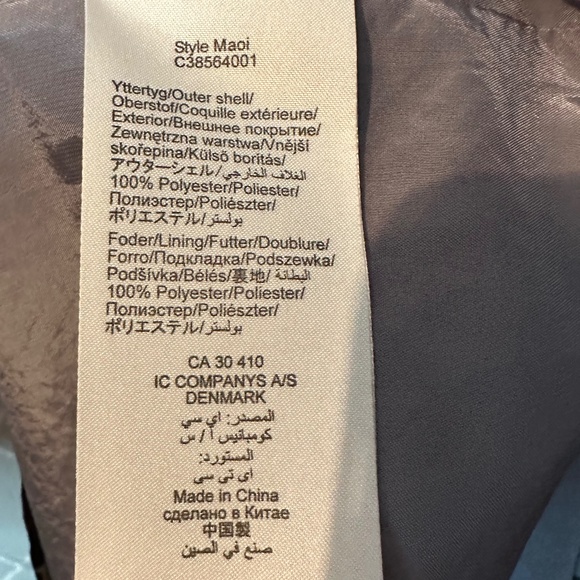 Style Maoi
C38564001
Yttertyg/Outer shell/
Oberstof/Coquille extérieure/
Exterior/Внешнее покрытие/
Zewnętrzna warstwa/Vnější
skořepina/Külső borítás/
アウターシェル/الغلاف الخارجي/
100% Polyester/Poliester/
Полиэстер/Poliészter/
ポリエステル/بولستر/
Foder/Lining/Futter/Doublure/
Forro/Подкладка/Podszewka/
Podšívka/Bélés/裏地/البطانة/
100% Polyester/Poliester/
Полиэстер/Poliészter/
ポリエステル/بولستر/
CA 30 410
IC COMPANYS A/S
DENMARK
المصدر: اي سي
كومبانيس أ / س
المستورد:
اي تي سي
Made in China
сделано в Китае
中国製
صنع في الصين